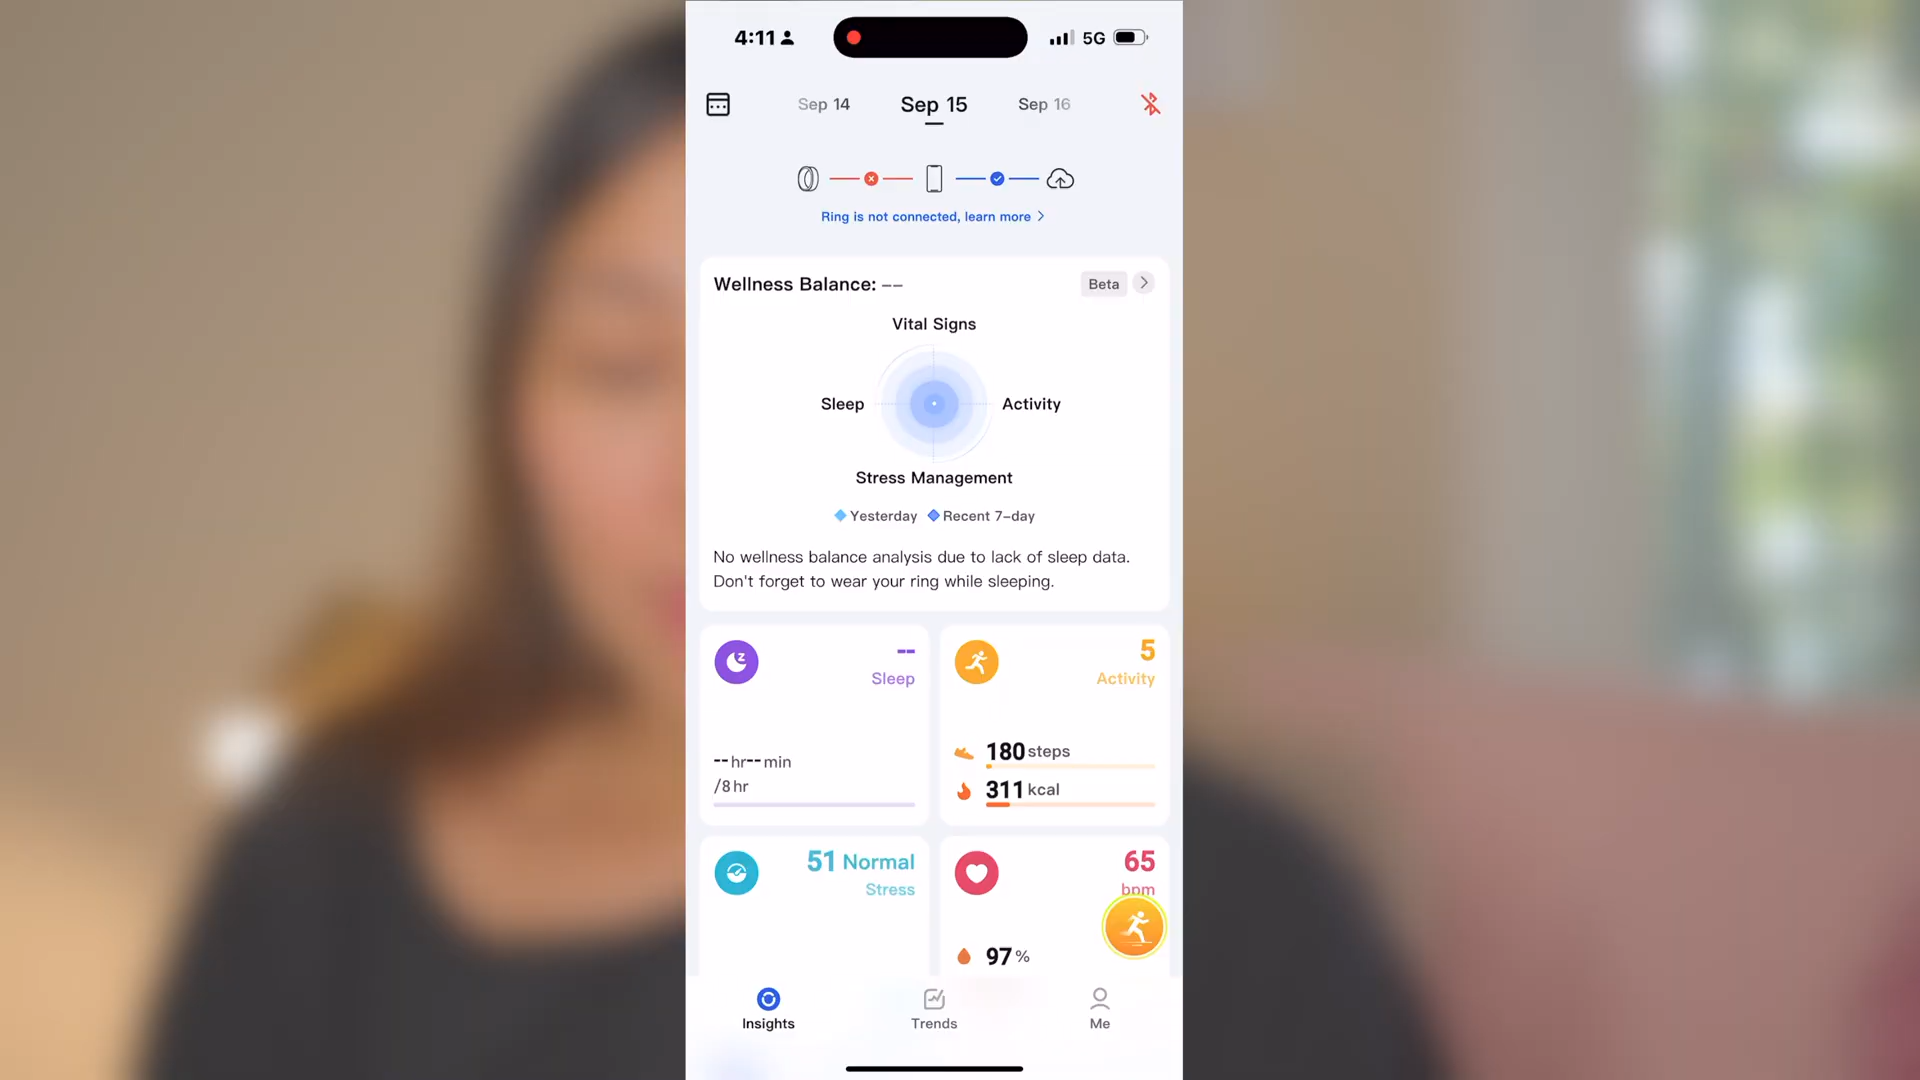 4:11
5G
Sep 14
Sep 15
Sep 16
Ring is not connected, learn more >
Wellness Balance: --
Beta
Vital Signs
Sleep
Activity
Stress Management
Yesterday
Recent 7-day
No wellness balance analysis due to lack of sleep data.
Don't forget to wear your ring while sleeping.
--
Sleep
--hr--min
/8hr
5
Activity
180 steps
311 kcal
51 Normal
Stress
65
bpm
97%
Insights
Trends
Me